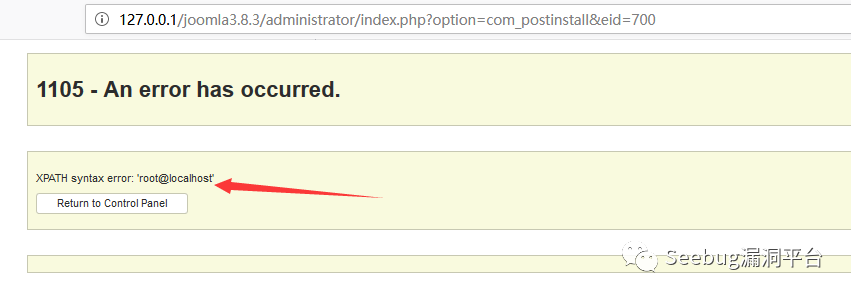 127.0.0.1/joomla3.8.3/administrator/index.php?option=com_postinstall&eid=700
1105 - An error has occurred.
XPATH syntax error: 'root@localhost'
Return to Control Panel
Seebug漏洞平台